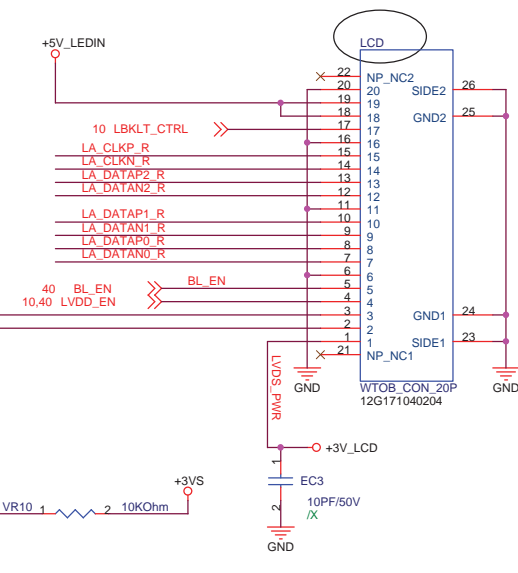 +5V_LEDIN
LCD
22 NP_NC2
20 20 SIDE2 26
19 19
18 18 GND2 25
10 LBKLT_CTRL 17 17
16 16
LA_CLKP_R 15 15
LA_CLKN_R 14 14
LA_DATAP2_R 13 13
LA_DATAN2_R 12 12
11 11
LA_DATAP1_R 10 10
LA_DATAN1_R 9 9
LA_DATAP0_R 8 8
LA_DATAN0_R 7 7
6 6
40 BL_EN BL_EN 5 5
10,40 LVDD_EN 4 4
3 3 GND1 24
2 2
1 1 SIDE1 23
21 NP_NC1
LVDS_PWR
GND
WTOB_CON_20P
12G171040204
GND
+3V_LCD
1
EC3
10PF/50V
/X
2
GND
+3VS
VR10 1 2 10KOhm